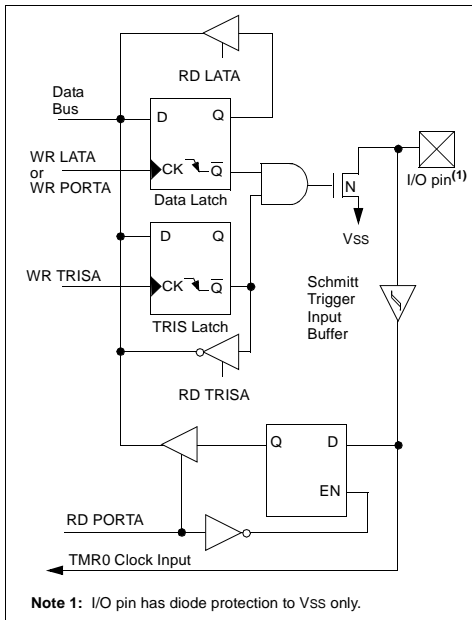 RD LATA
Data
Bus
D
Q
WR LATA
or
WR PORTA
CK
Q
Data Latch
N
I/O pin(1)
VSS
D
Q
WR TRISA
CK
Q
TRIS Latch
Schmitt
Trigger
Input
Buffer
RD TRISA
Q
D
EN
RD PORTA
TMR0 Clock Input
Note 1: I/O pin has diode protection to VSS only.